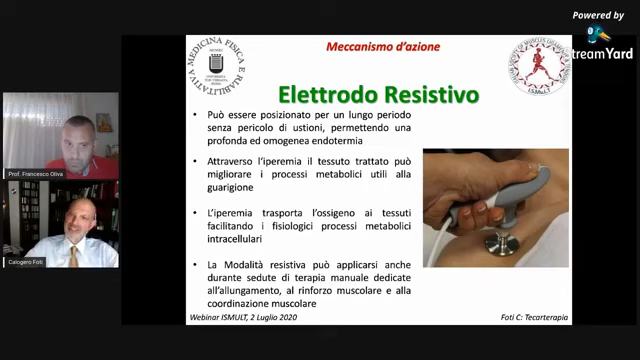 Powered by
StreamYard
Meccanismo d'azione
MEDICINA FISICA E RIABILITATIVA
ISMuLT
Elettrodo Resistivo
• Può essere posizionato per un lungo periodo
senza pericolo di ustioni, permettendo una
profonda ed omogenea endotermia
• Attraverso l'iperemia il tessuto trattato può
migliorare i processi metabolici utili alla
guarigione
• L'iperemia trasporta l'ossigeno ai tessuti
facilitando i fisiologici processi metabolici
intracellulari
• La Modalità resistiva può applicarsi anche
durante sedute di terapia manuale dedicate
all'allungamento, al rinforzo muscolare e alla
coordinazione muscolare
Prof. Francesco Oliva
Calogero Foti
Webinar ISMULT, 2 Luglio 2020
Foti C: Tecarterapia